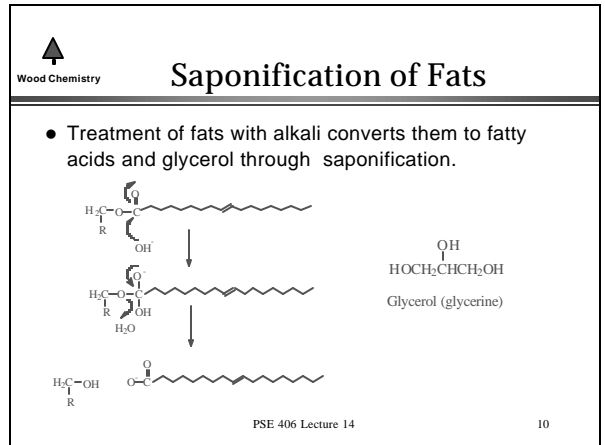 Wood Chemistry
Saponification of Fats
● Treatment of fats with alkali converts them to fatty
acids and glycerol through saponification.
O
H2C-O-C
R
OH-
O-
H2C-O-C
R OH
H2O
O
H2C-OH O-C
R
OH
HOCH2CHCH2OH
Glycerol (glycerine)
PSE 406 Lecture 14 10